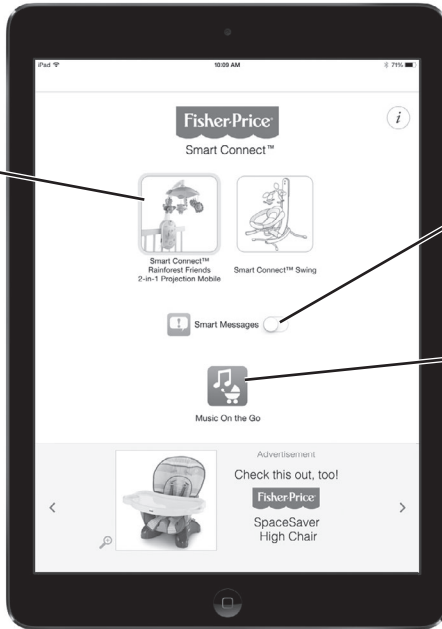 iPad
10:09 AM
71%
Fisher-Price®
i
Smart Connect™
Smart Connect™
Rainforest Friends
2-in-1 Projection Mobile
Smart Connect™ Swing
Smart Messages
Music On the Go
Advertisement
Check this out, too!
Fisher-Price®
SpaceSaver
High Chair